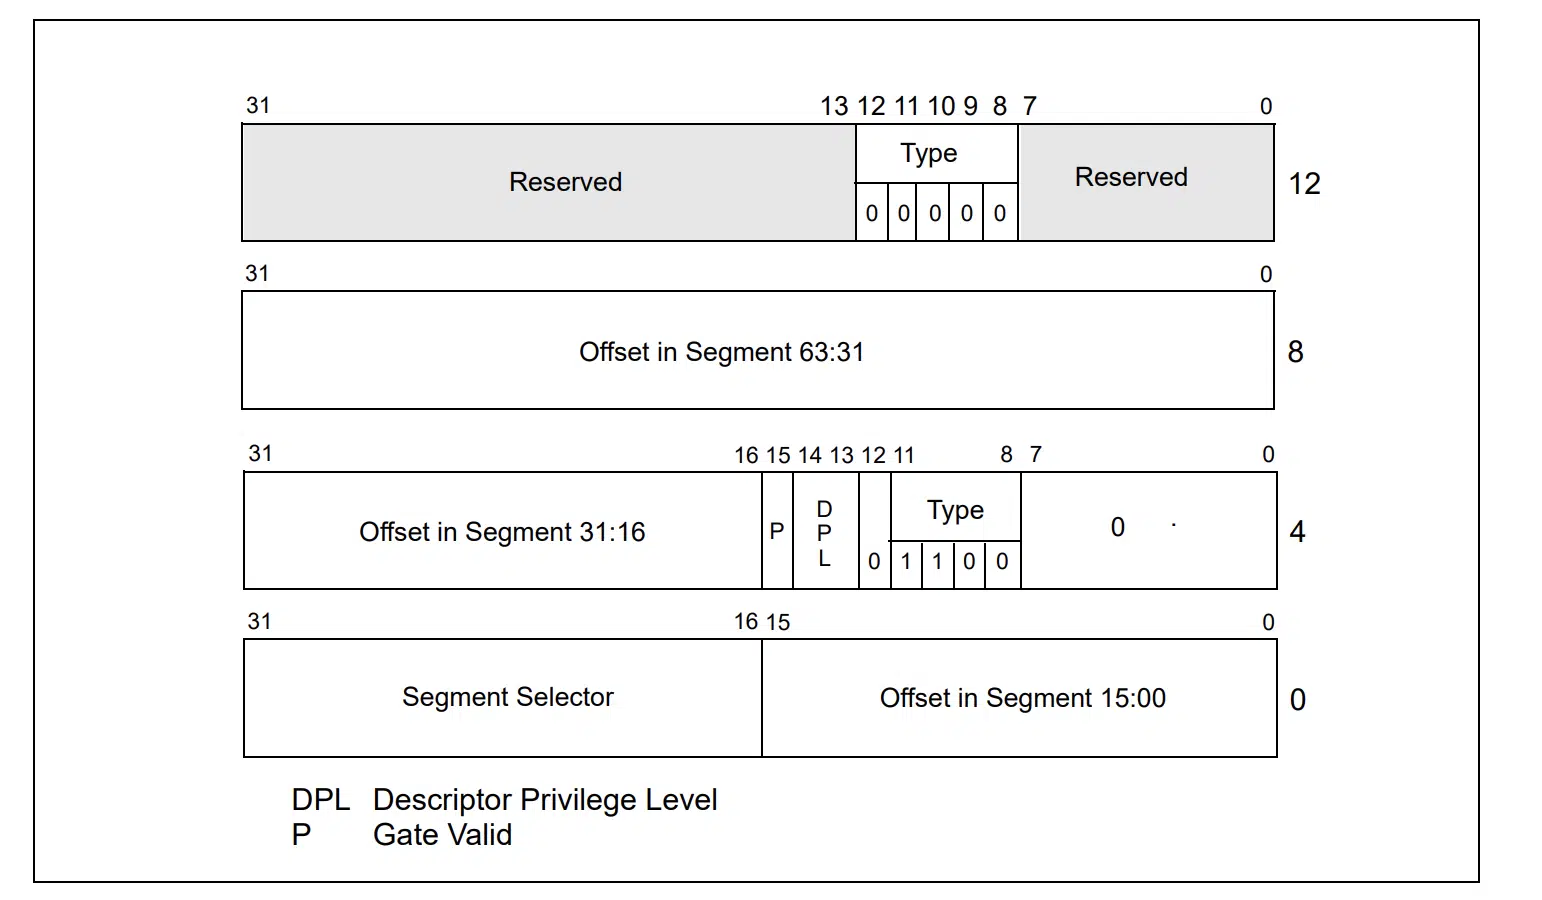 31 13 12 11 10 9 8 7 0
Type
Reserved Reserved 12
0 0 0 0 0
31 0
Offset in Segment 63:31 8
31 16 15 14 13 12 11 8 7 0
Offset in Segment 31:16 P D P L Type 0 . 4
0 1 1 0 0
31 16 15 0
Segment Selector Offset in Segment 15:00 0
DPL Descriptor Privilege Level
P Gate Valid